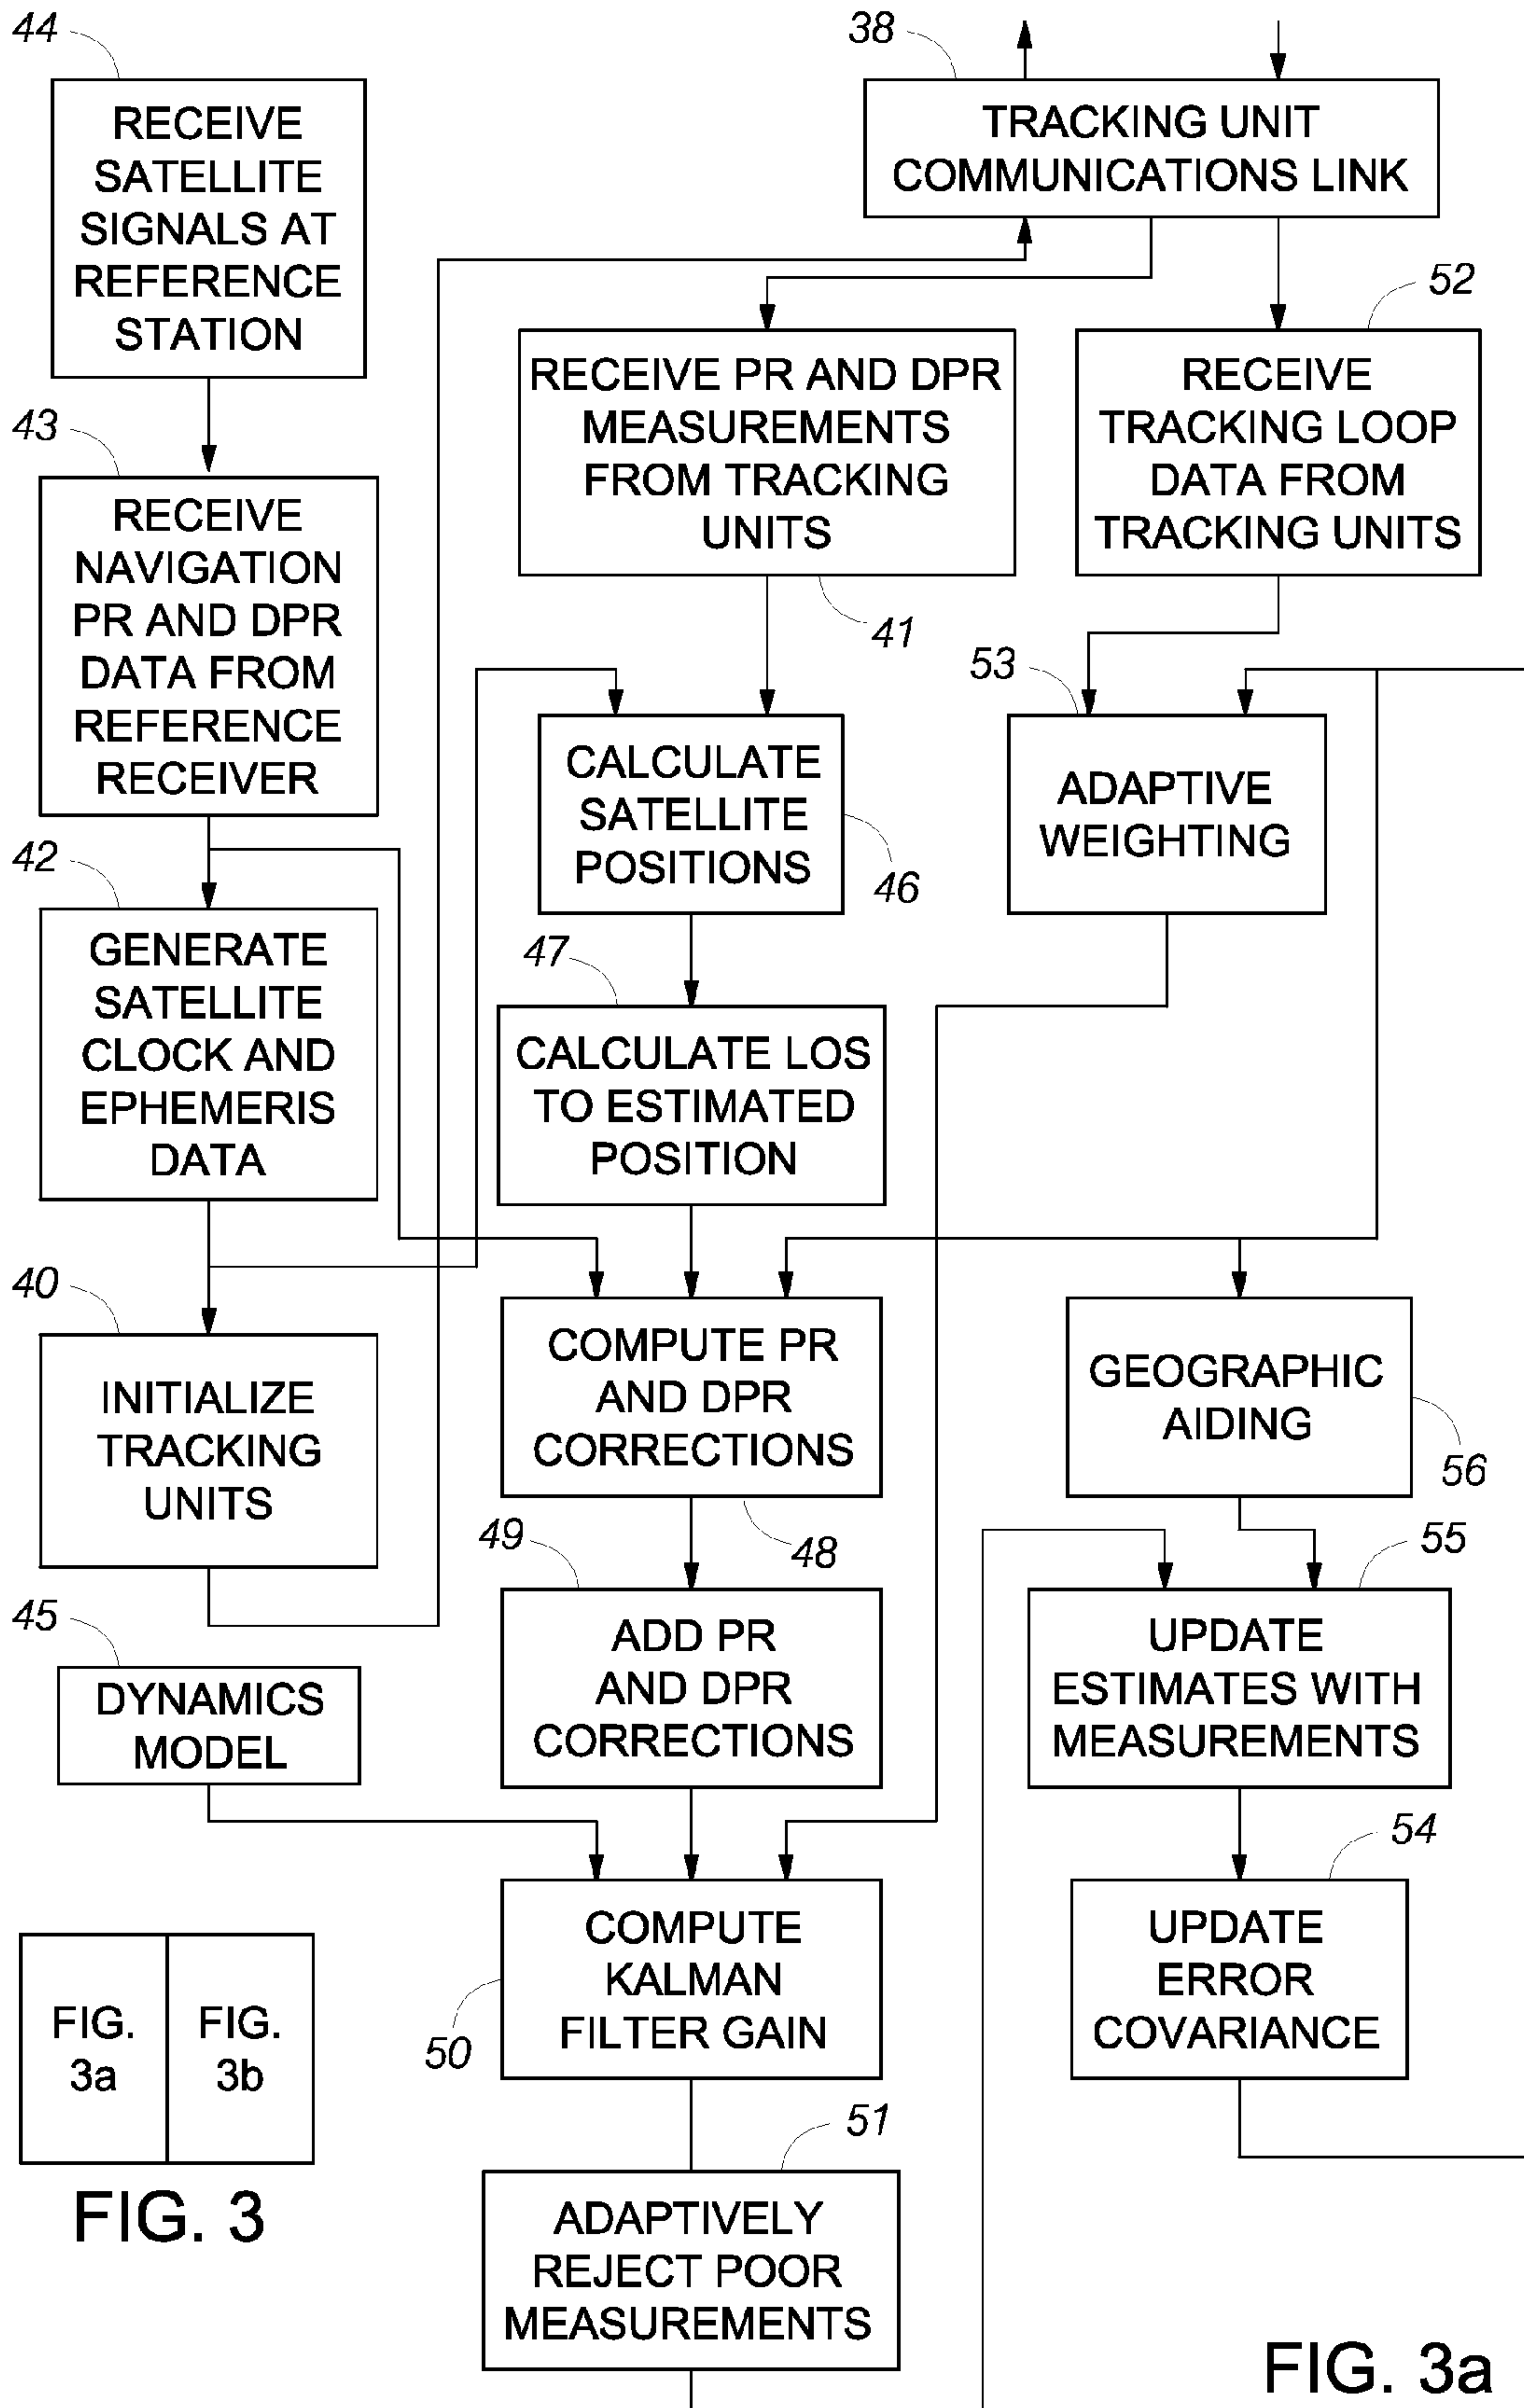 44
RECEIVE
SATELLITE
SIGNALS AT
REFERENCE
STATION
43
RECEIVE
NAVIGATION
PR AND DPR
DATA FROM
REFERENCE
RECEIVER
42
GENERATE
SATELLITE
CLOCK AND
EPHEMERIS
DATA
40
INITIALIZE
TRACKING
UNITS
45
DYNAMICS
MODEL
38
TRACKING UNIT
COMMUNICATIONS LINK
RECEIVE PR AND DPR
MEASUREMENTS
FROM TRACKING
UNITS
41
52
RECEIVE
TRACKING LOOP
DATA FROM
TRACKING UNITS
53
ADAPTIVE
WEIGHTING
CALCULATE
SATELLITE
POSITIONS
46
47
CALCULATE LOS
TO ESTIMATED
POSITION
COMPUTE PR
AND DPR
CORRECTIONS
48
GEOGRAPHIC
AIDING
56
49
ADD PR
AND DPR
CORRECTIONS
55
UPDATE
ESTIMATES WITH
MEASUREMENTS
COMPUTE
KALMAN
FILTER GAIN
50
54
UPDATE
ERROR
COVARIANCE
51
ADAPTIVELY
REJECT POOR
MEASUREMENTS
FIG.
3a
FIG.
3b
FIG. 3
FIG. 3a